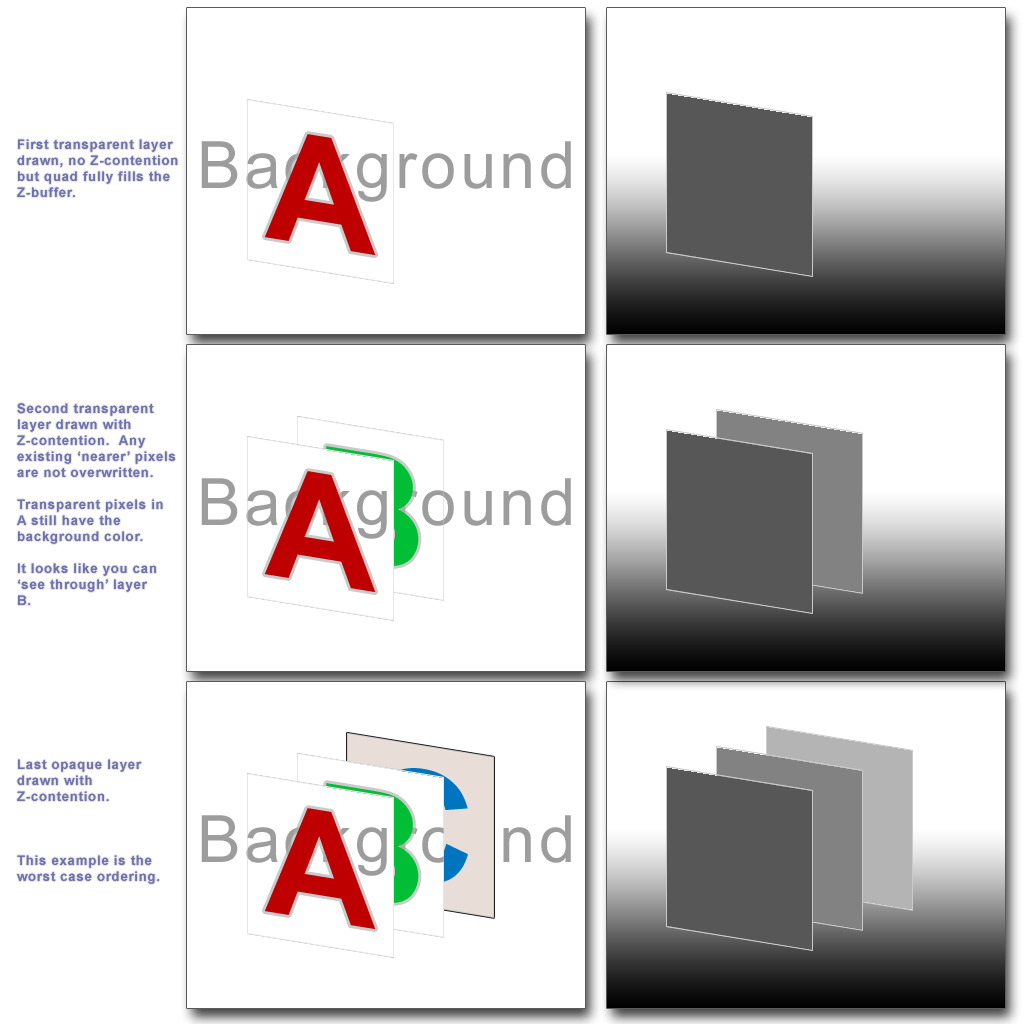 First transparent layer
drawn, no Z-contention
but quad fully fills the
Z-buffer.
Background
A
Second transparent
layer drawn with
Z-contention.  Any
existing ‘nearer’ pixels
are not overwritten.
Transparent pixels in
A still have the
background color.
It looks like you can
‘see through’ layer
B.
Background
A
B
Last opaque layer
drawn with
Z-contention.
This example is the
worst case ordering.
Background
A
B
C